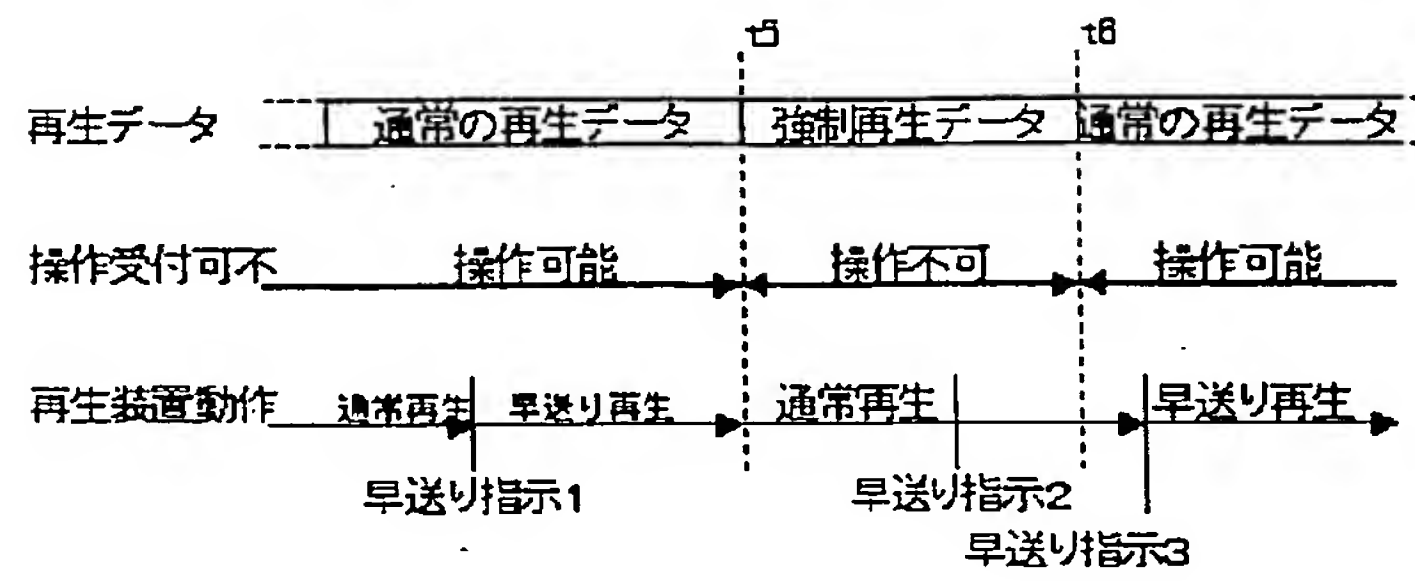 t5 t6
再生データ 通常の再生データ 強制再生データ 通常の再生データ
操作受付可不 操作可能 操作不可 操作可能
再生装置動作 通常再生 早送り再生 通常再生 早送り再生
早送り指示1 早送り指示2
早送り指示3